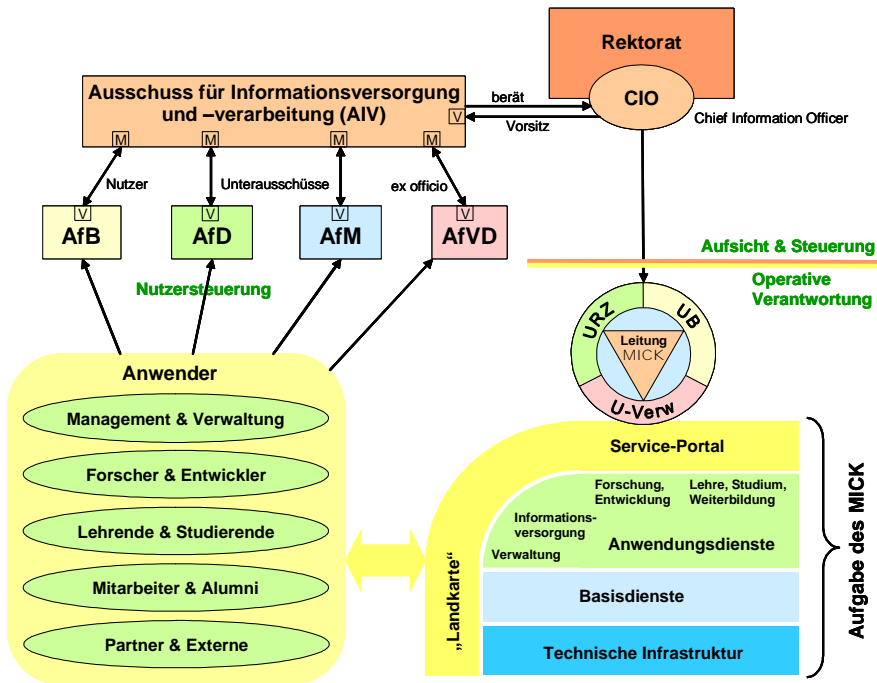 Rektorat
CIO
Chief Information Officer
Ausschuss für Informationsversorgung
und –verarbeitung (AIV)
berät
Vorsitz
V
M
M
M
M
Nutzer
Unterausschüsse
ex officio
V
V
V
V
AfB
AfD
AfM
AfVD
Nutzersteuerung
Aufsicht & Steuerung
Operative
Verantwortung
URZ
UB
U-Verw
Leitung
MICK
Anwender
Management & Verwaltung
Forscher & Entwickler
Lehrende & Studierende
Mitarbeiter & Alumni
Partner & Externe
„Landkarte“
Service-Portal
Forschung,
Entwicklung
Lehre, Studium,
Weiterbildung
Informations-
versorgung
Verwaltung
Anwendungsdienste
Basisdienste
Technische Infrastruktur
Aufgabe des MICK